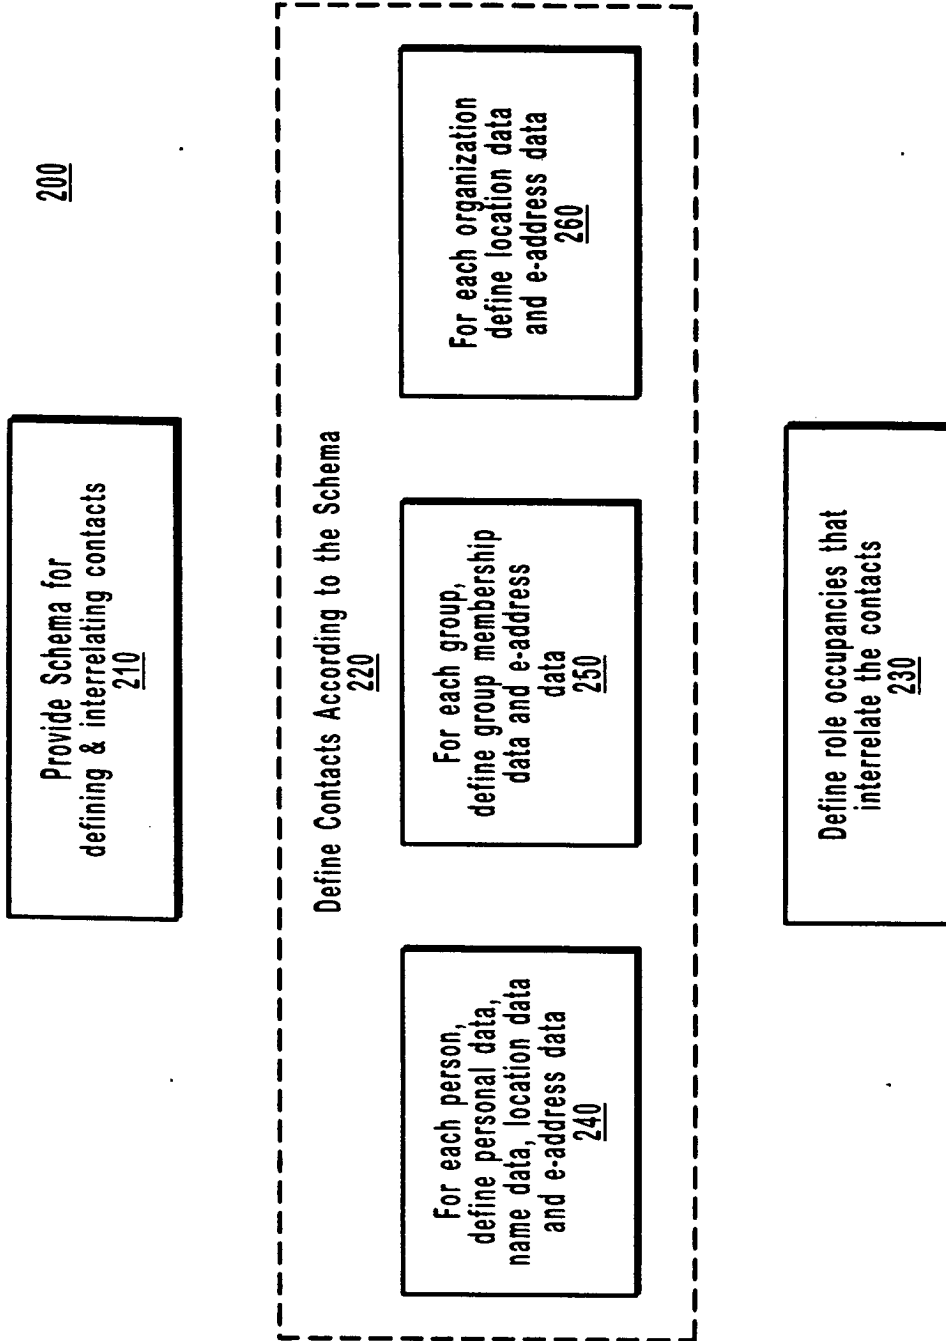 200
Provide Schema for
defining & interrelating contacts
210
Define Contacts According to the Schema
220
For each person,
define personal data,
name data, location data
and e-address data
240
For each group,
define group membership
data and e-address
data
250
For each organization
define location data
and e-address data
260
Define role occupancies that
interrelate the contacts
230